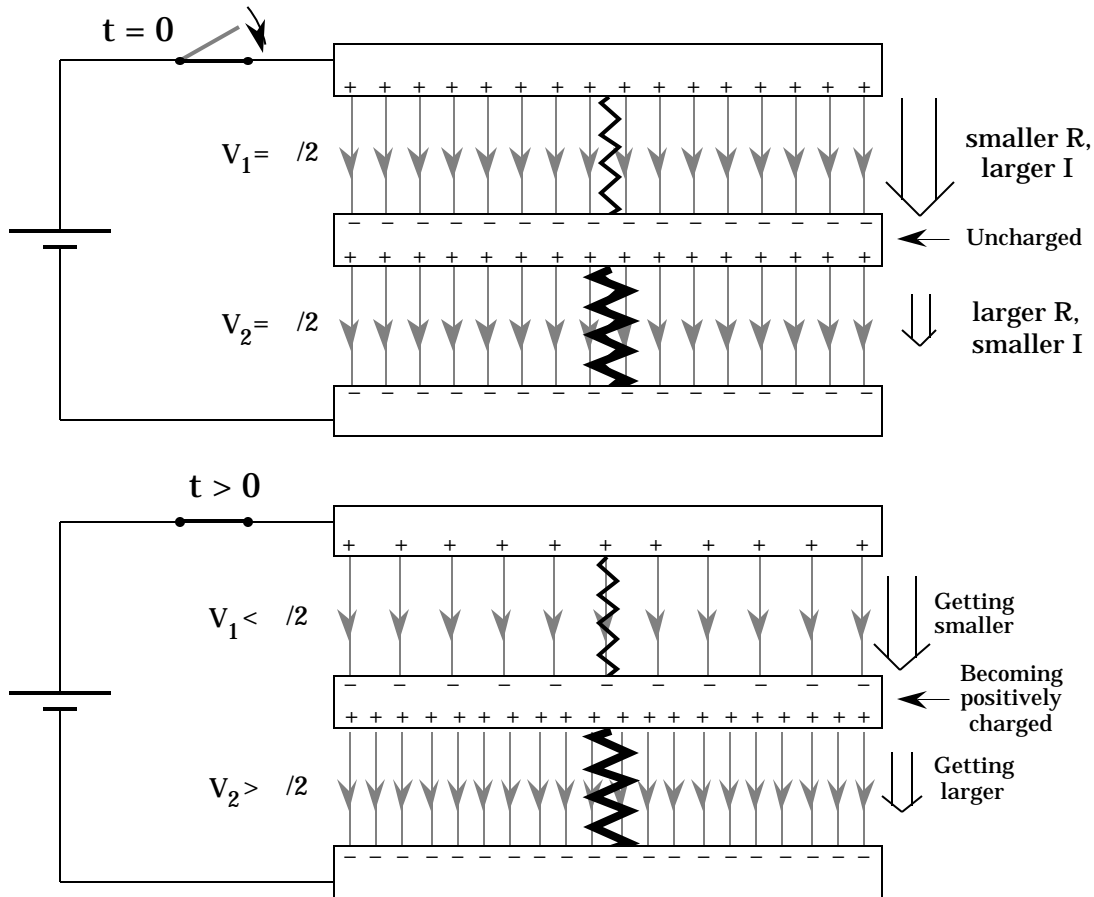 t = 0
+ + + + + + + + + + + + + + + +
V1 = /2
smaller R,
larger I
− − − − − − − − − − − − − − − −
Uncharged
+ + + + + + + + + + + + + + + +
V2 = /2
larger R,
smaller I
− − − − − − − − − − − − − − − −
t > 0
+ + + + + + + + + + +
V1 < /2
Getting
smaller
− − − − − − − − − − −
Becoming
positively
charged
+ + + + + + + + + + + + + + + + + + + +
V2 > /2
Getting
larger
− − − − − − − − − − − − − − − − − − − −